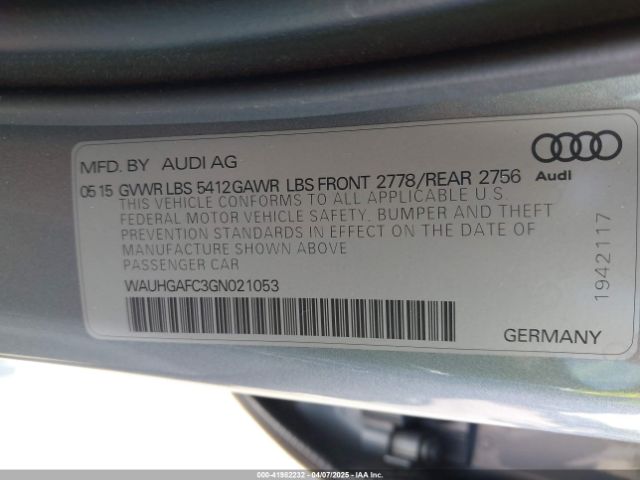 MFD. BY AUDI AG
05 15 GVWR LBS 5412 GAWR LBS FRONT 2778/REAR 2756
THIS VEHICLE CONFORMS TO ALL APPLICABLE U.S.
FEDERAL MOTOR VEHICLE SAFETY, BUMPER AND THEFT
PREVENTION STANDARDS IN EFFECT ON THE DATE OF
MANUFACTURE SHOWN ABOVE
PASSENGER CAR
WAUHGAFC3GN021053
Audi
1942117
GERMANY
000-41982232 - 04/07/2025 - IAA Inc.